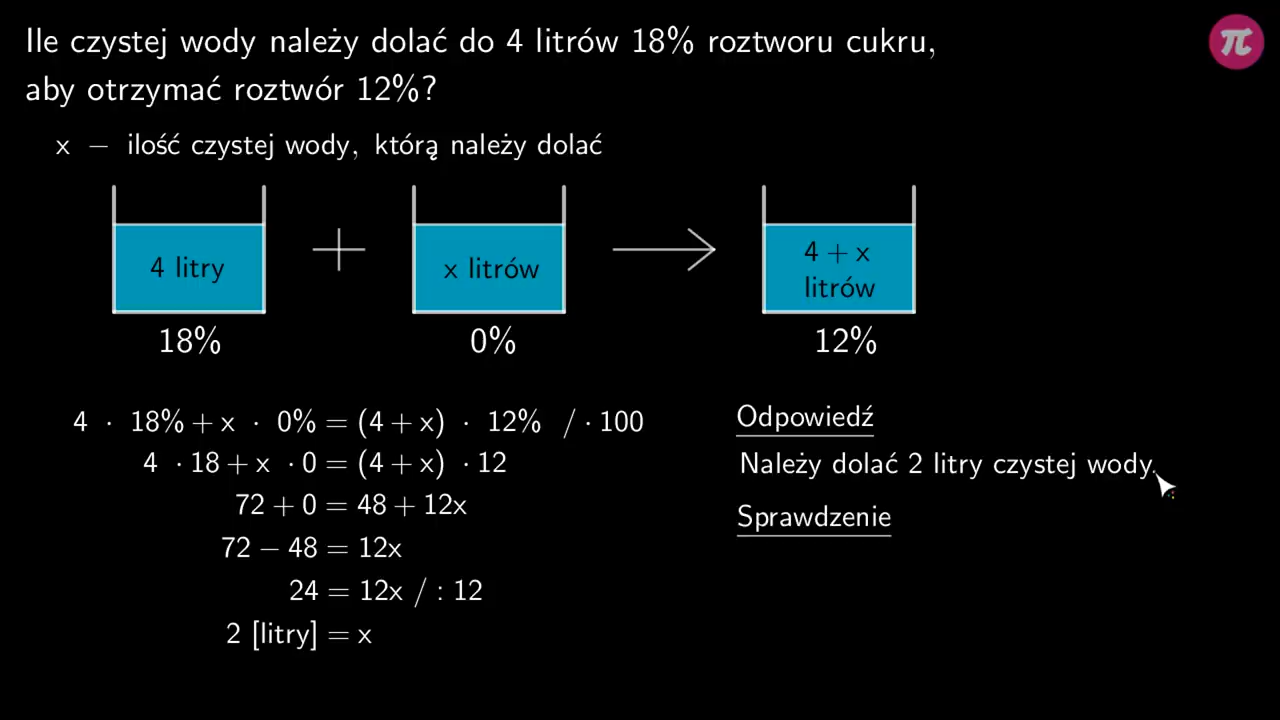 Ile czystej wody należy dolać do 4 litrów 18% roztworu cukru,
aby otrzymać roztwór 12%?
x – ilość czystej wody, którą należy dolać
4 litry
+
x litrów
4 + x
litrów
18%
0%
12%
4 · 18% + x · 0% = (4 + x) · 12% / · 100
4 · 18 + x · 0 = (4 + x) · 12
72 + 0 = 48 + 12x
72 − 48 = 12x
24 = 12x / : 12
2 [litry] = x
Odpowiedź
Należy dolać 2 litry czystej wody.
Sprawdzenie
π